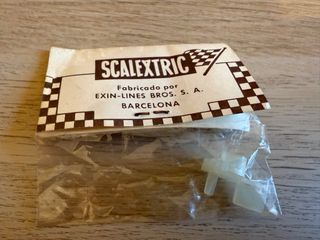 SCALEXTRIC
Fabricado por
EXIN-LINES BROS. S. A.
BARCELONA